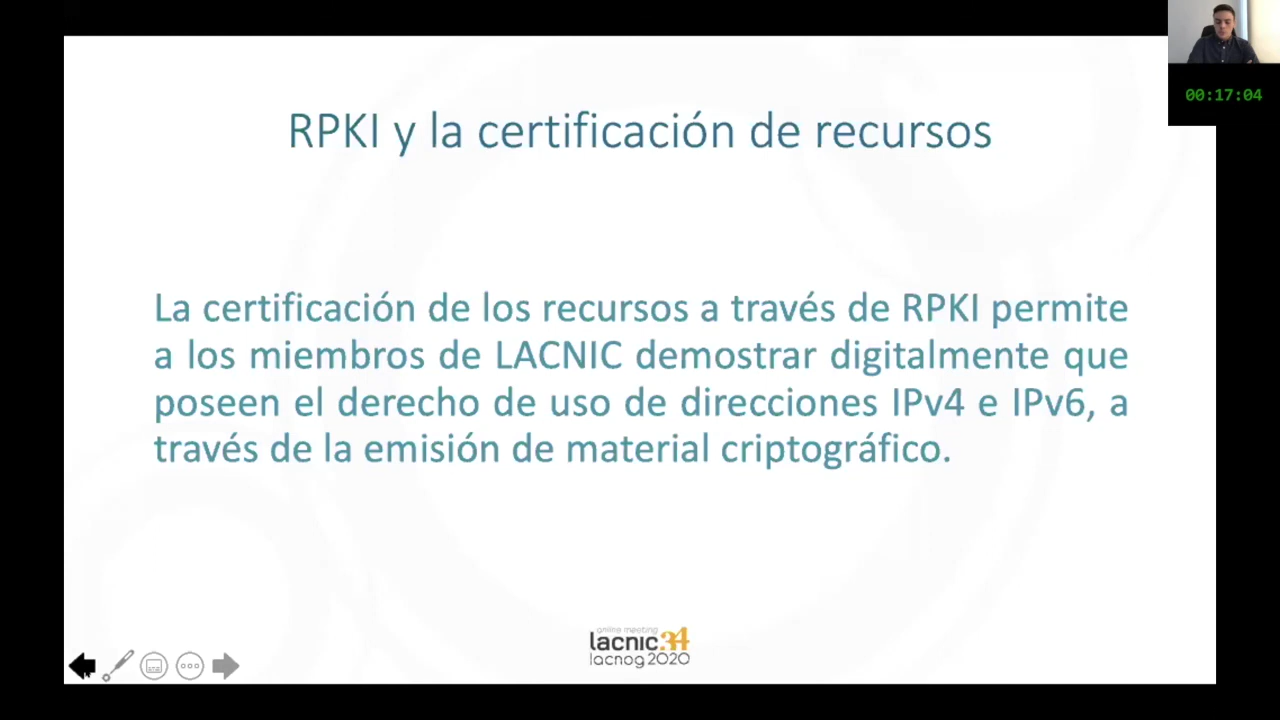 00:17:04
RPKI y la certificación de recursos
La certificación de los recursos a través de RPKI permite
a los miembros de LACNIC demostrar digitalmente que
poseen el derecho de uso de direcciones IPv4 e IPv6, a
través de la emisión de material criptográfico.
online meeting
lacnic34
lacnog2020